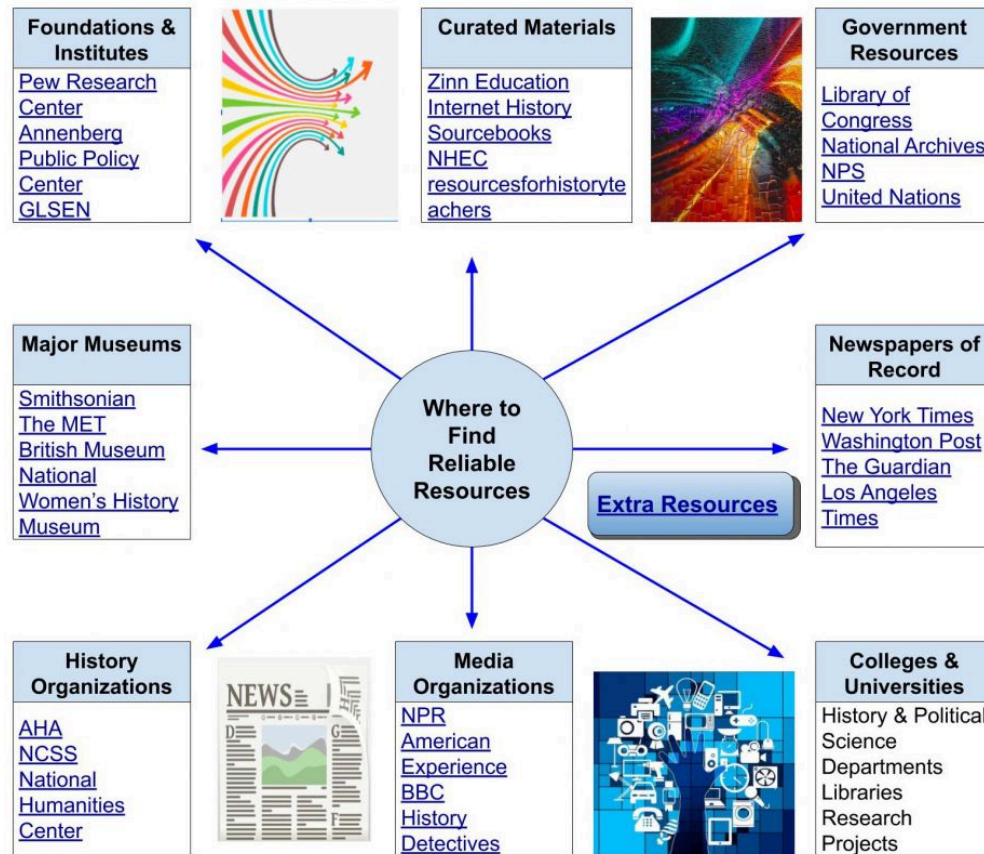 Foundations &
Institutes
Pew Research
Center
Annenberg
Public Policy
Center
GLSEN
Curated Materials
Zinn Education
Internet History
Sourcebooks
NHEC
resourcesforhistoryte
achers
Government
Resources
Library of
Congress
National Archives
NPS
United Nations
Major Museums
Smithsonian
The MET
British Museum
National
Women's History
Museum
Where to
Find
Reliable
Resources
Newspapers of
Record
New York Times
Washington Post
The Guardian
Los Angeles
Times
Extra Resources
History
Organizations
AHA
NCSS
National
Humanities
Center
NEWS
D
G
F
Media
Organizations
NPR
American
Experience
BBC
History
Detectives
Colleges &
Universities
History & Political
Science
Departments
Libraries
Research
Projects